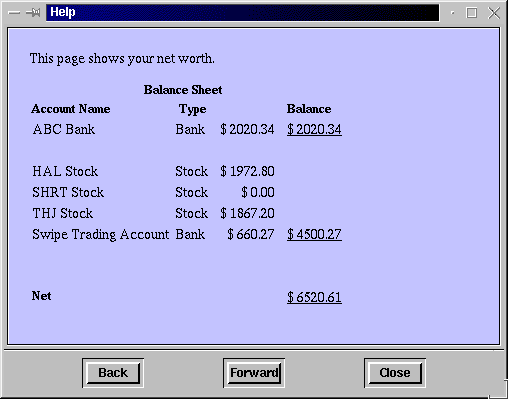 Help
This page shows your net worth.
Balance Sheet
Account Name Type Balance
ABC Bank Bank $ 2020.34 $ 2020.34
HAL Stock Stock $ 1972.80
SHRT Stock Stock $ 0.00
THJ Stock Stock $ 1867.20
Swipe Trading Account Bank $ 660.27 $ 4500.27
Net $ 6520.61
Back Forward Close